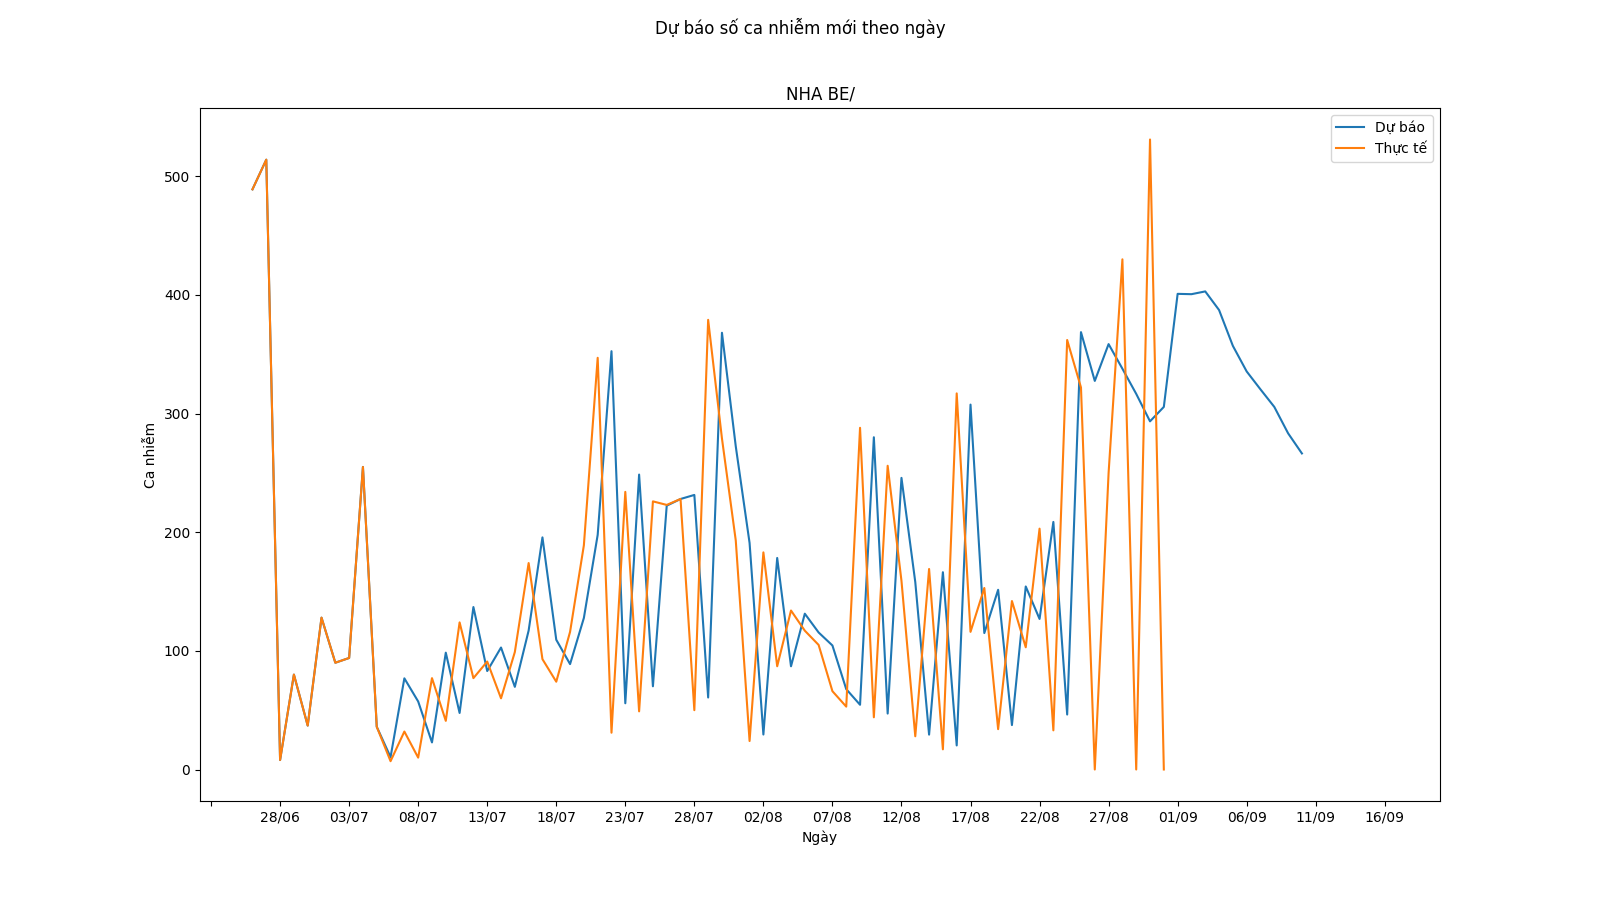 Dự báo số ca nhiễm mới theo ngày
NHA BE/
Dự báo
Thực tế
500
400
300
200
100
0
Ca nhiễm
28/06 03/07 08/07 13/07 18/07 23/07 28/07 02/08 07/08 12/08 17/08 22/08 27/08 01/09 06/09 11/09 16/09
Ngày